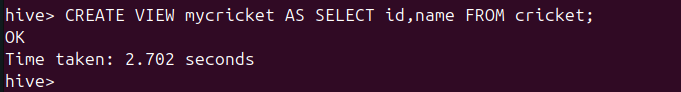 hive> CREATE VIEW mycricket AS SELECT id,name FROM cricket;
OK
Time taken: 2.702 seconds
hive>